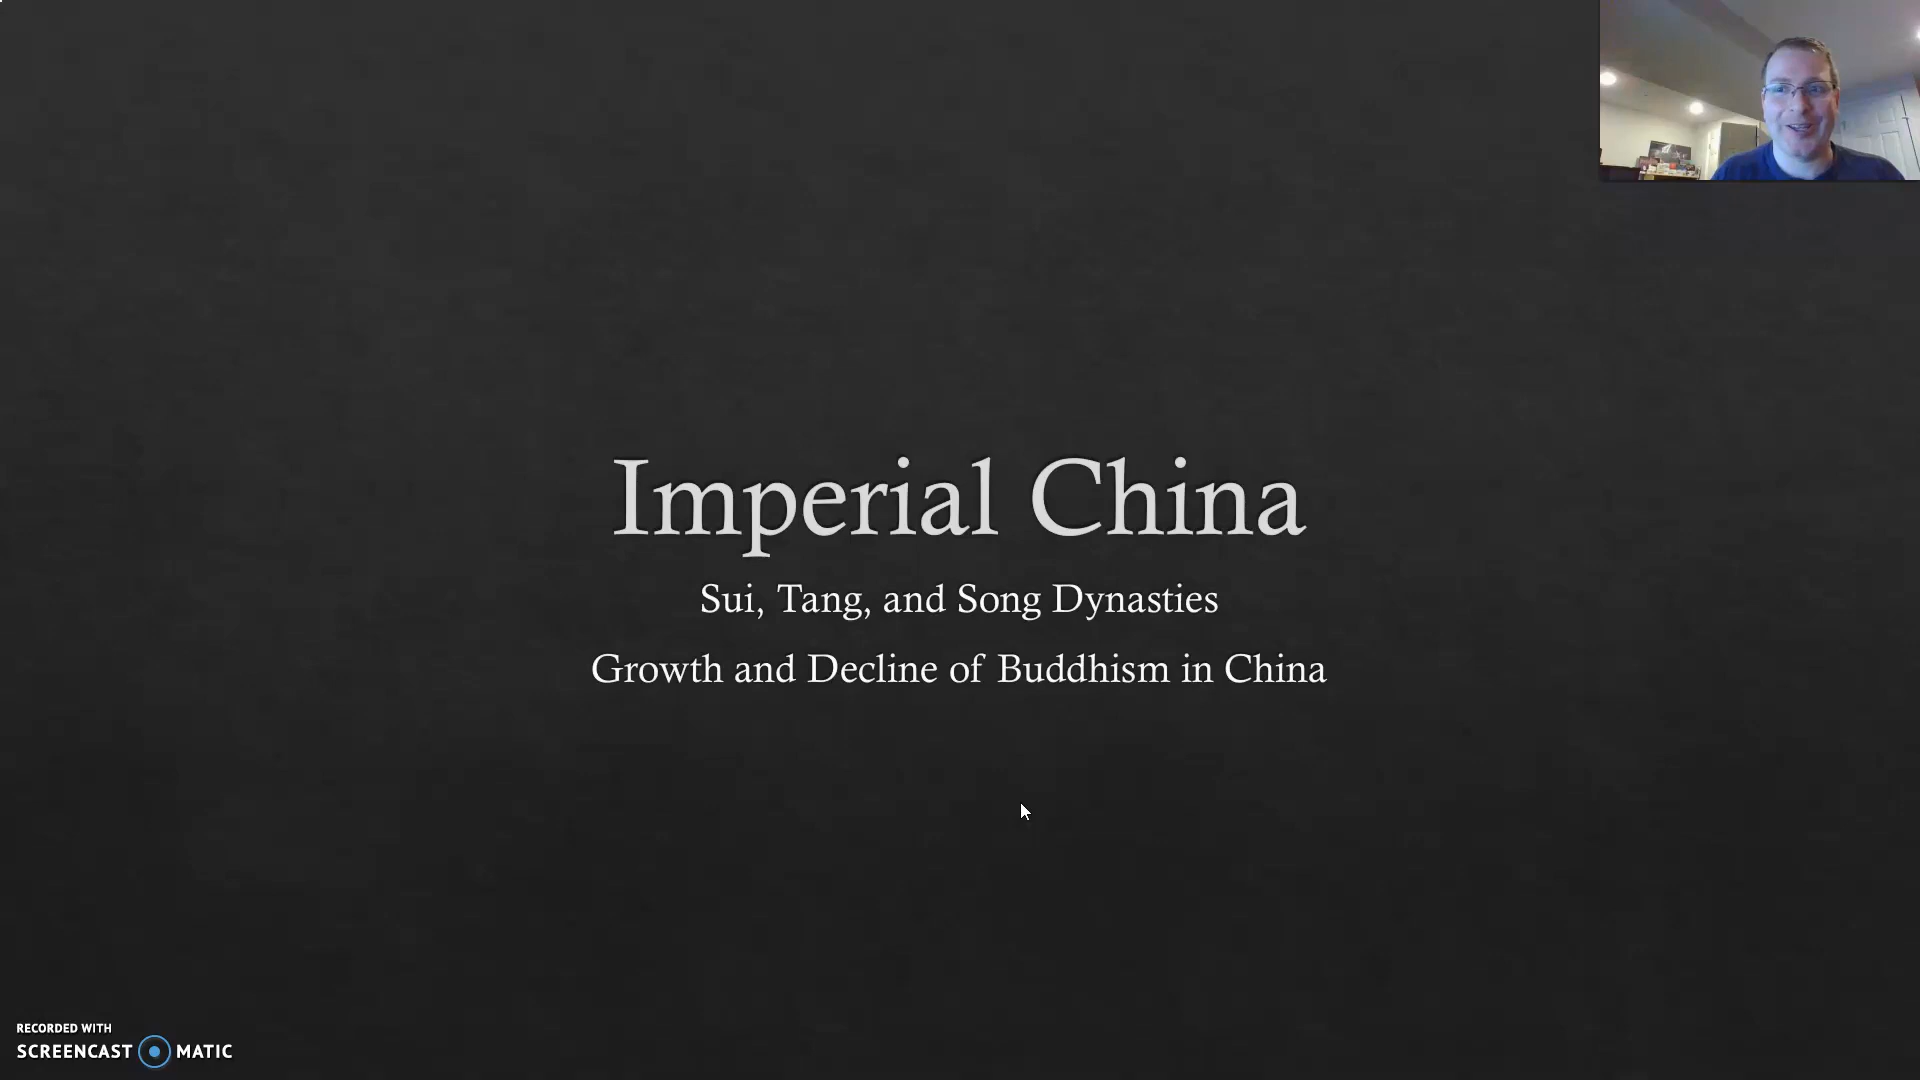 Imperial China
Sui, Tang, and Song Dynasties
Growth and Decline of Buddhism in China
RECORDED WITH
SCREENCAST MATIC